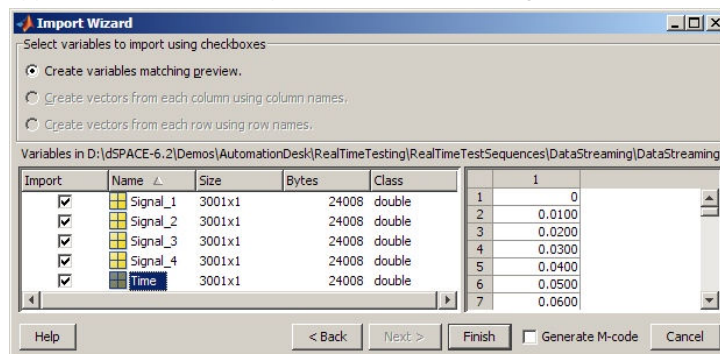 Import Wizard
Select variables to import using checkboxes
Create variables matching preview.
Create vectors from each column using column names.
Create vectors from each row using row names.
Variables in D:\dSPACE-6.2\Demos\AutomationDesk\RealTimeTesting\RealTimeTestSequences\DataStreaming\DataStreaming
Import Name Size Bytes Class
Signal_1 3001x1 24008 double
Signal_2 3001x1 24008 double
Signal_3 3001x1 24008 double
Signal_4 3001x1 24008 double
Time 3001x1 24008 double
1
1 0
2 0.0100
3 0.0200
4 0.0300
5 0.0400
6 0.0500
7 0.0600
Help < Back Next > Finish Generate M-code Cancel